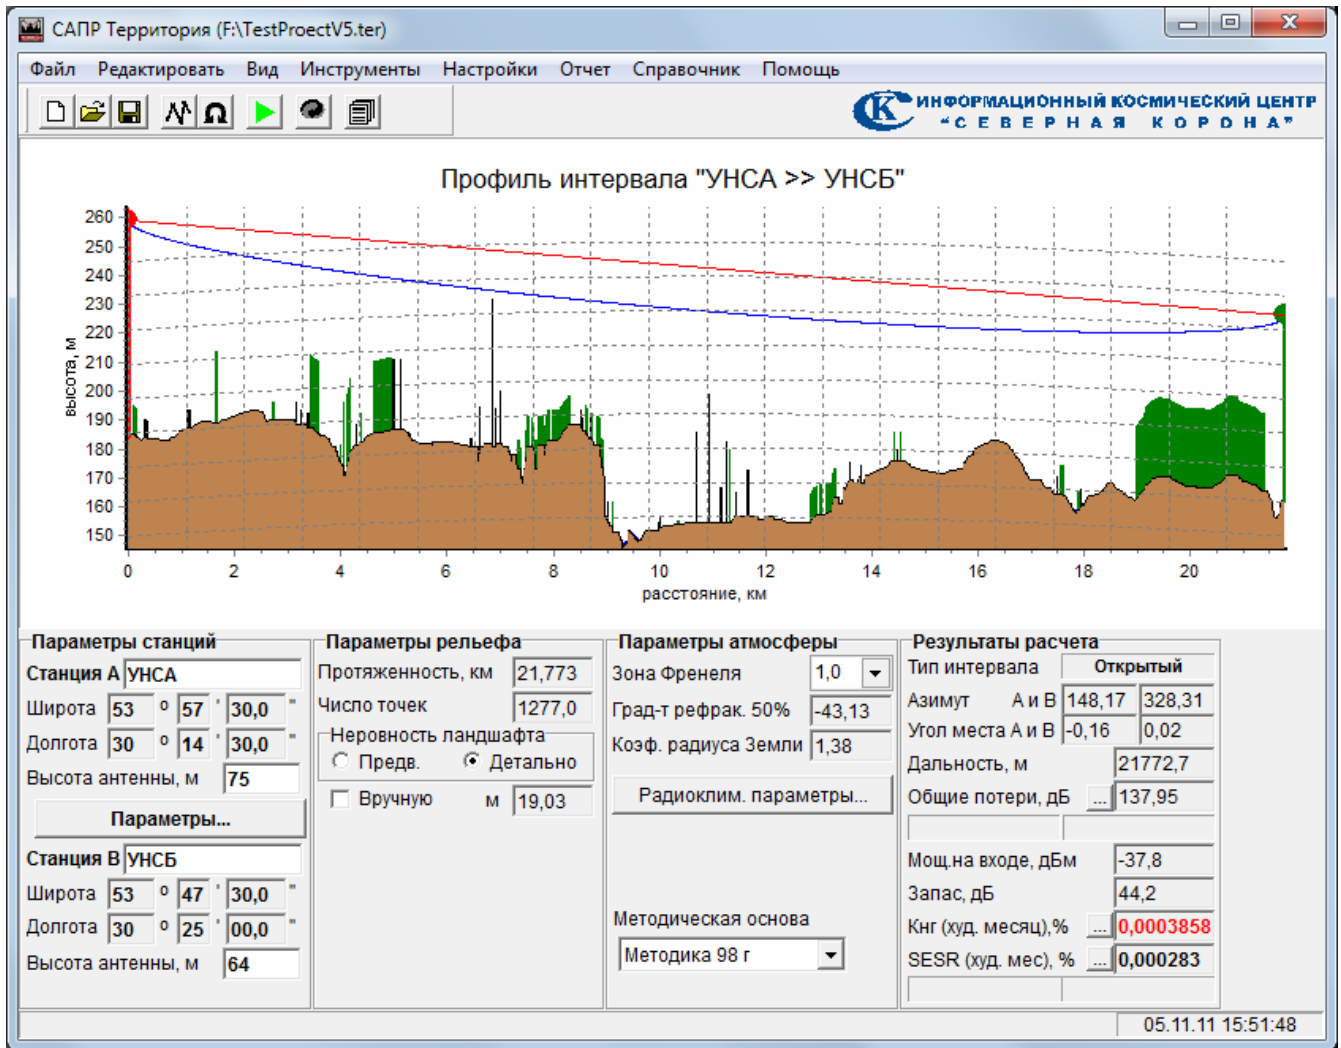 САПР Территория (F:\TestProectV5.ter)
Файл Редактировать Вид Инструменты Настройки Отчет Справочник Помощь
СК ИНФОРМАЦИОННЫЙ КОСМИЧЕСКИЙ ЦЕНТР
"СЕВЕРНАЯ КОРОНА"
Профиль интервала "УНСА >> УНСБ"
высота, м
260
250
240
230
220
210
200
190
180
170
160
150
0 2 4 6 8 10 12 14 16 18 20
расстояние, км
Параметры станций
Станция А УНСА
Широта 53 º 57 ' 30,0 "
Долгота 30 º 14 ' 30,0 "
Высота антенны, м 75
Параметры...
Станция В УНСБ
Широта 53 º 47 ' 30,0 "
Долгота 30 º 25 ' 00,0 "
Высота антенны, м 64
Параметры рельефа
Протяженность, км 21,773
Число точек 1277,0
Неровность ландшафта
Предв. Детально
Вручную м 19,03
Параметры атмосферы
Зона Френеля 1,0
Град-т рефрак. 50% -43,13
Коэф. радиуса Земли 1,38
Радиоклим. параметры...
Методическая основа
Методика 98 г
Результаты расчета
Тип интервала Открытый
Азимут А и В 148,17 328,31
Угол места А и В -0,16 0,02
Дальность, м 21772,7
Общие потери, дБ ... 137,95
Мощ.на входе, дБм -37,8
Запас, дБ 44,2
Кнг (худ. месяц),% ... 0,0003858
SESR (худ. мес), % ... 0,000283
05.11.11 15:51:48